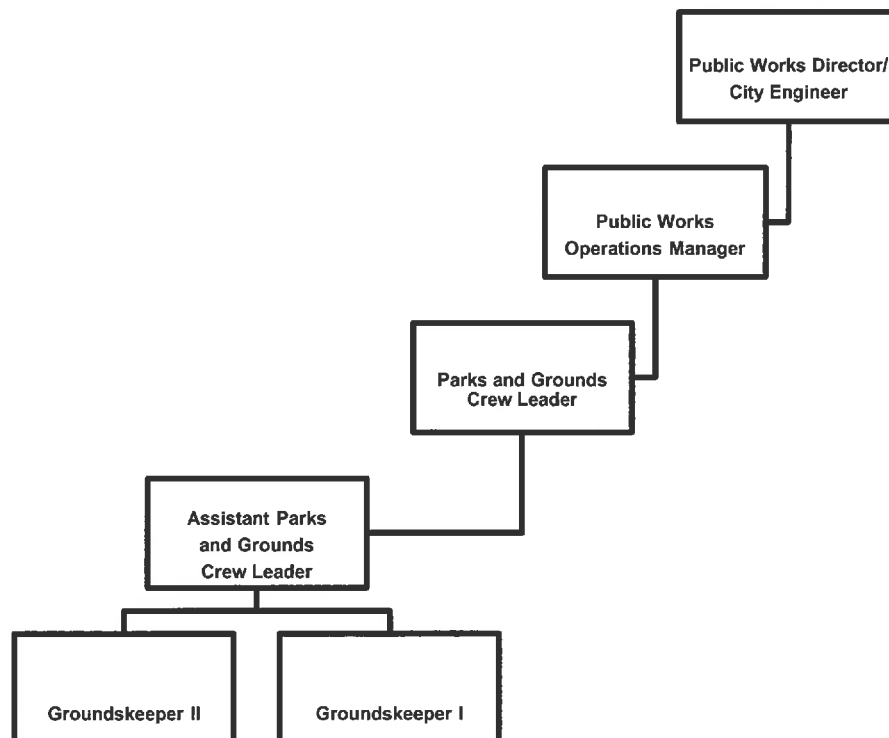 Public Works Director/
City Engineer
Public Works
Operations Manager
Parks and Grounds
Crew Leader
Assistant Parks
and Grounds
Crew Leader
Groundskeeper II
Groundskeeper I